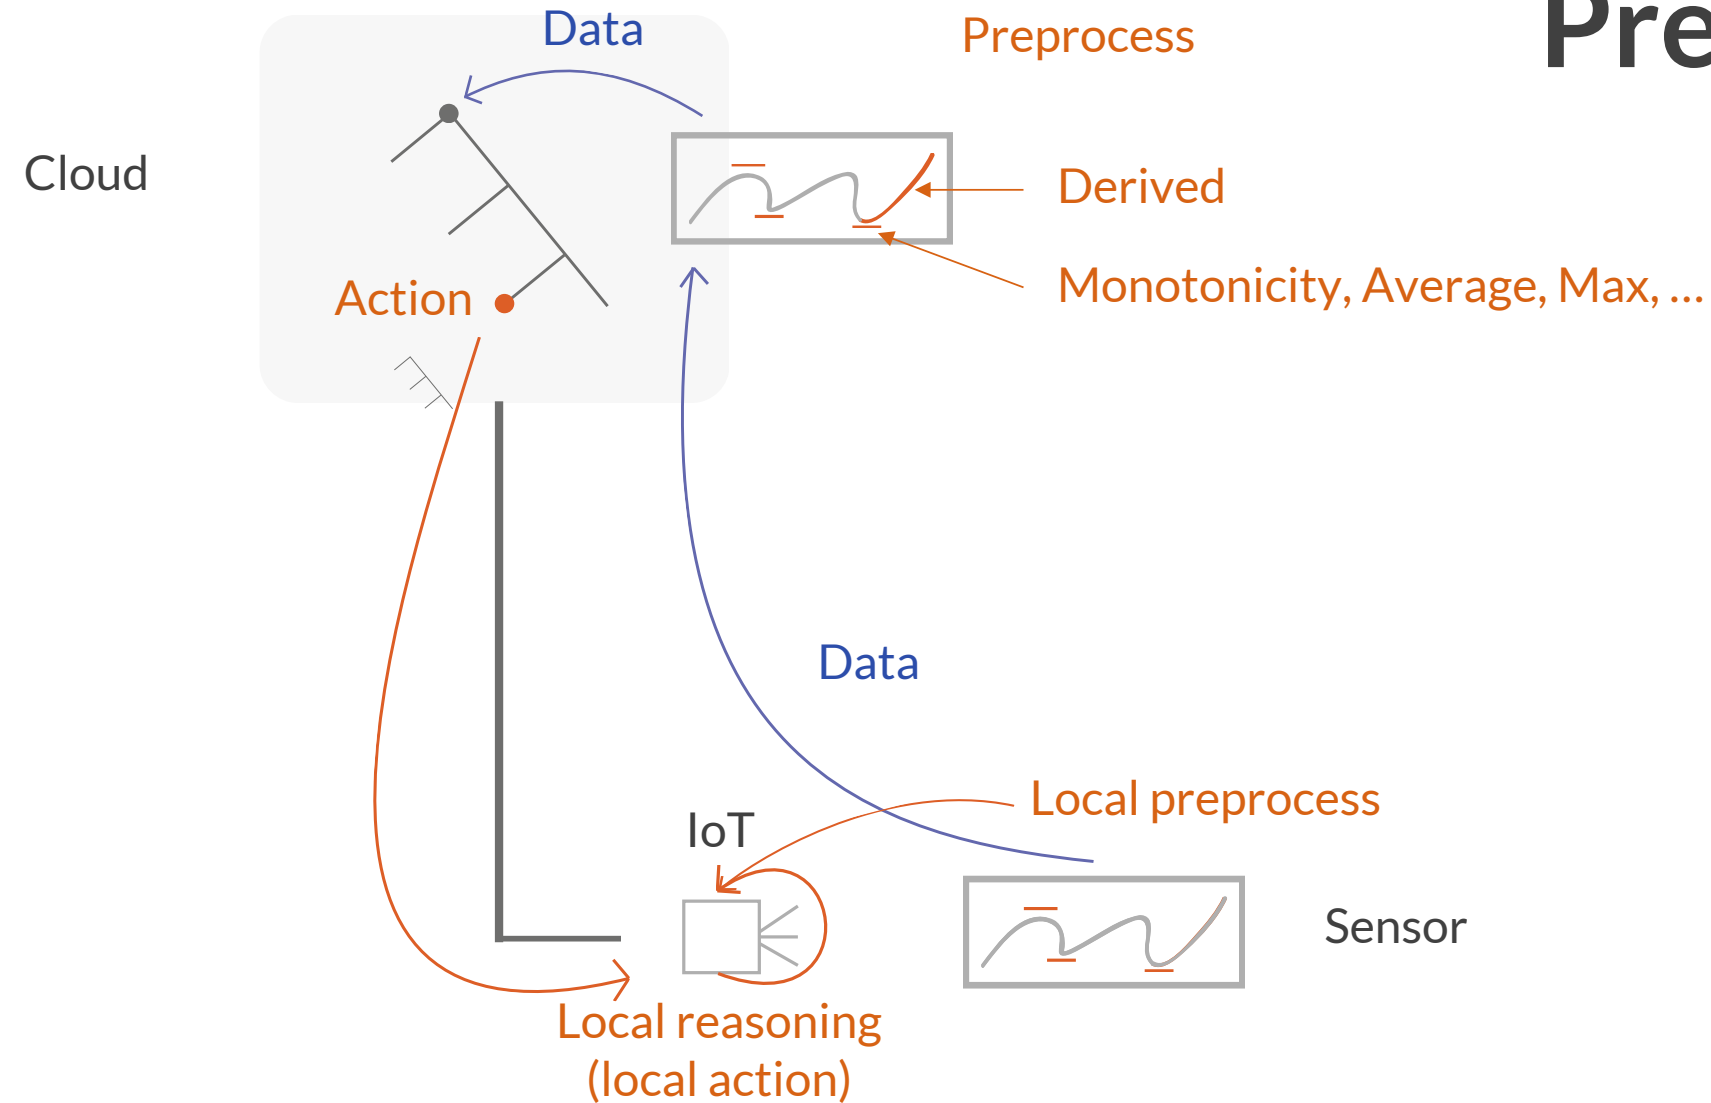 Pre
Data
Preprocess
Cloud
Derived
Action
Monotonicity, Average, Max, ...
Data
Local preprocess
IoT
Sensor
Local reasoning
(local action)